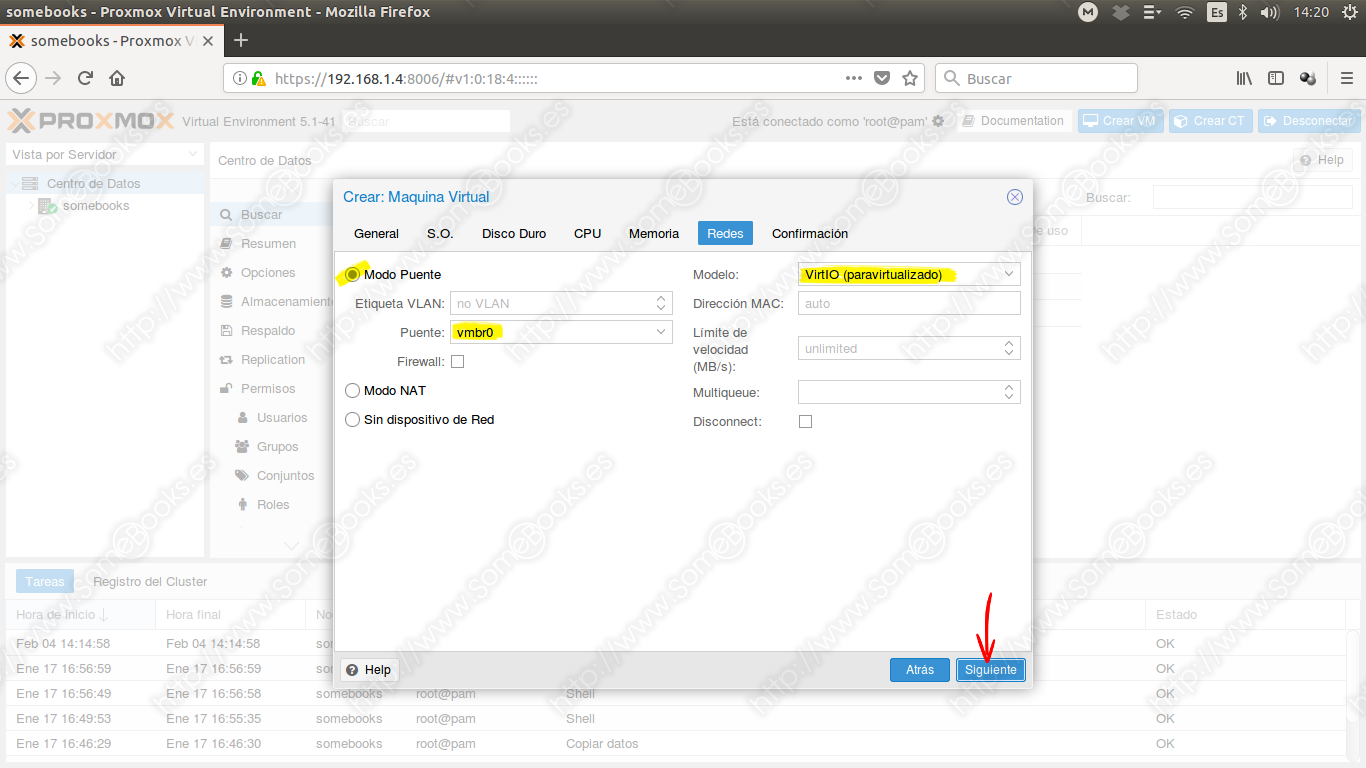 somebooks - Proxmox Virtual Environment - Mozilla Firefox
Es
14:20
somebooks - Proxmox V
https://192.168.1.4:8006/#v1:0:18:4::::::
Buscar
PROXMOX Virtual Environment 5.1-41
Buscar
Está conectado como 'root@pam'
Documentation
Crear VM
Crear CT
Desconectar
Vista por Servidor
Centro de Datos
somebooks
Centro de Datos
Help
Buscar:
de uso
Buscar
Resumen
Opciones
Almacenamiento
Respaldo
Replication
Permisos
Usuarios
Grupos
Conjuntos
Roles
Crear: Maquina Virtual
General
S.O.
Disco Duro
CPU
Memoria
Redes
Confirmación
Modo Puente
Etiqueta VLAN: no VLAN
Puente: vmbr0
Firewall:
Modo NAT
Sin dispositivo de Red
Modelo: VirtIO (paravirtualizado)
Dirección MAC: auto
Límite de
velocidad
(MB/s):
unlimited
Multiqueue:
Disconnect:
Help
Atrás
Siguiente
Tareas
Registro del Cluster
Hora de Inicio
Hora final
No
Estado
Feb 04 14:14:58 Feb 04 14:14:58 som OK
Ene 17 16:56:59 Ene 17 16:56:59 som OK
Ene 17 16:56:49 Ene 17 16:56:58 somebooks root@pam Shell OK
Ene 17 16:49:53 Ene 17 16:55:35 somebooks root@pam Shell OK
Ene 17 16:46:29 Ene 17 16:46:30 somebooks root@pam Copiar datos OK
http://www.SomeBooks.es